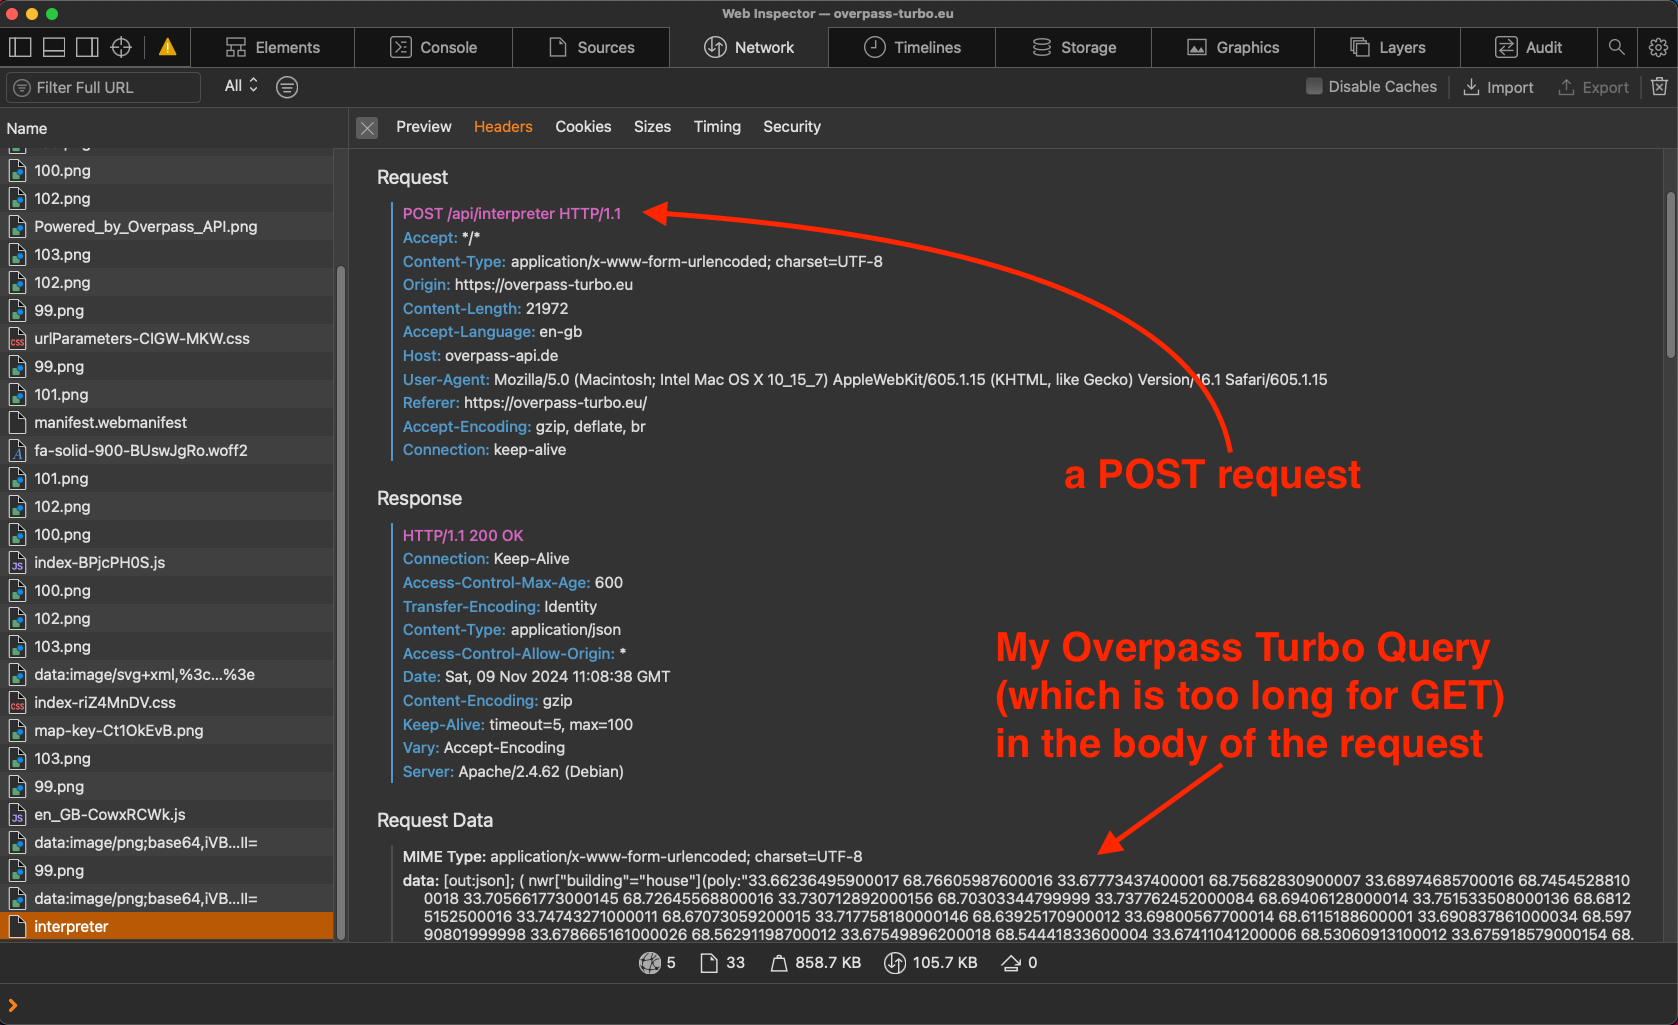 Web Inspector — overpass-turbo.eu
Elements
Console
Sources
Network
Timelines
Storage
Graphics
Layers
Audit
Filter Full URL
All
Disable Caches
Import
Export
Name
Preview
Headers
Cookies
Sizes
Timing
Security
100.png
102.png
Powered_by_Overpass_API.png
103.png
102.png
99.png
urlParameters-CIGW-MKW.css
99.png
101.png
manifest.webmanifest
fa-solid-900-BUswJgRo.woff2
101.png
102.png
100.png
index-BPjcPH0S.js
100.png
102.png
103.png
data:image/svg+xml,%3c...%3e
index-riZ4MnDV.css
map-key-Ct1OkEvB.png
103.png
99.png
en_GB-CowxRCWk.js
data:image/png;base64,iVB...II=
99.png
data:image/png;base64,iVB...II=
interpreter
Request
POST /api/interpreter HTTP/1.1
Accept: */*
Content-Type: application/x-www-form-urlencoded; charset=UTF-8
Origin: https://overpass-turbo.eu
Content-Length: 21972
Accept-Language: en-gb
Host: overpass-api.de
User-Agent: Mozilla/5.0 (Macintosh; Intel Mac OS X 10_15_7) AppleWebKit/605.1.15 (KHTML, like Gecko) Version/16.1 Safari/605.1.15
Referer: https://overpass-turbo.eu/
Accept-Encoding: gzip, deflate, br
Connection: keep-alive
a POST request
Response
HTTP/1.1 200 OK
Connection: Keep-Alive
Access-Control-Max-Age: 600
Transfer-Encoding: Identity
Content-Type: application/json
Access-Control-Allow-Origin: *
Date: Sat, 09 Nov 2024 11:08:38 GMT
Content-Encoding: gzip
Keep-Alive: timeout=5, max=100
Vary: Accept-Encoding
Server: Apache/2.4.62 (Debian)
My Overpass Turbo Query
(which is too long for GET)
in the body of the request
Request Data
MIME Type: application/x-www-form-urlencoded; charset=UTF-8
data: [out:json]; ( nwr["building"="house"](poly:"33.66236495900017 68.76605987600016 33.67773437400001 68.75682830900007 33.68974685700016 68.7454528810
0018 33.705661773000145 68.72645568800016 33.730712892000156 68.70303344799999 33.737762452000084 68.69406128000014 33.751533508000136 68.6812
5152500016 33.74743271000011 68.67073059200015 33.717758180000146 68.63925170900012 33.69800567700014 68.6115188600001 33.690837861000034 68.597
90801999998 33.678665161000026 68.56291198700012 33.67549896200018 68.54441833600004 33.67411041200006 68.53060913100012 33.675918579000154 68.
5
33
858.7 KB
105.7 KB
0